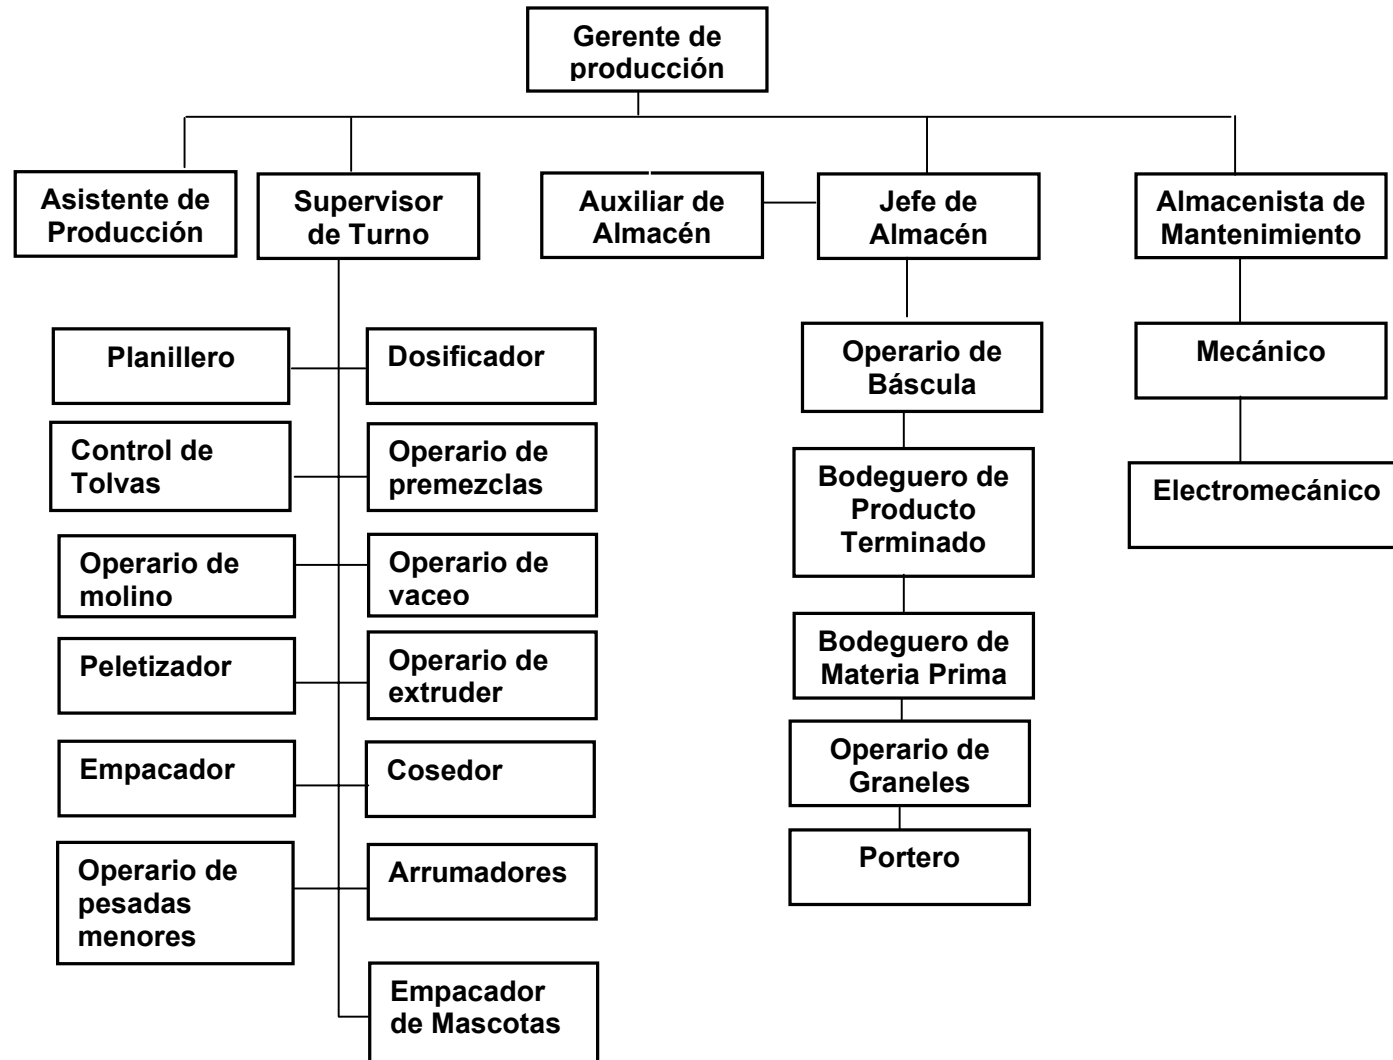 Gerente de
producción
Asistente de
Producción
Supervisor
de Turno
Auxiliar de
Almacén
Jefe de
Almacén
Almacenista de
Mantenimiento
Planillero
Dosificador
Control de
Tolvas
Operario de
premezclas
Operario de
molino
Operario de
vaceo
Peletizador
Operario de
extruder
Empacador
Cosedor
Operario de
pesadas
menores
Arrumadores
Empacador
de Mascotas
Operario de
Báscula
Bodeguero de
Producto
Terminado
Bodeguero de
Materia Prima
Operario de
Graneles
Portero
Mecánico
Electromecánico